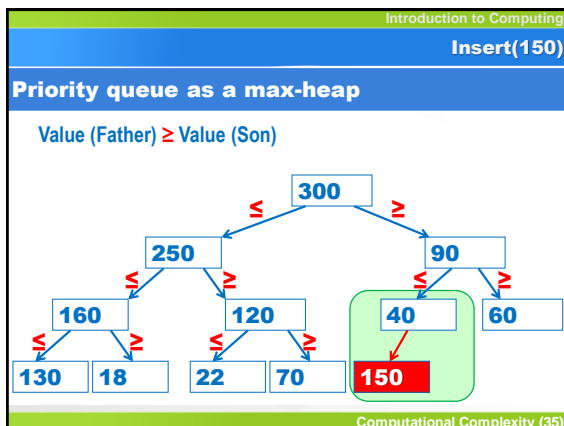 Introduction to Computing
Insert(150)
Priority queue as a max-heap
Value (Father) ≥ Value (Son)
300
≤ ≥
250 90
≤ ≥ ≤ ≥
160 120 40 60
≤ ≥ ≤ ≥
130 18 22 70 150
Computational Complexity (35)